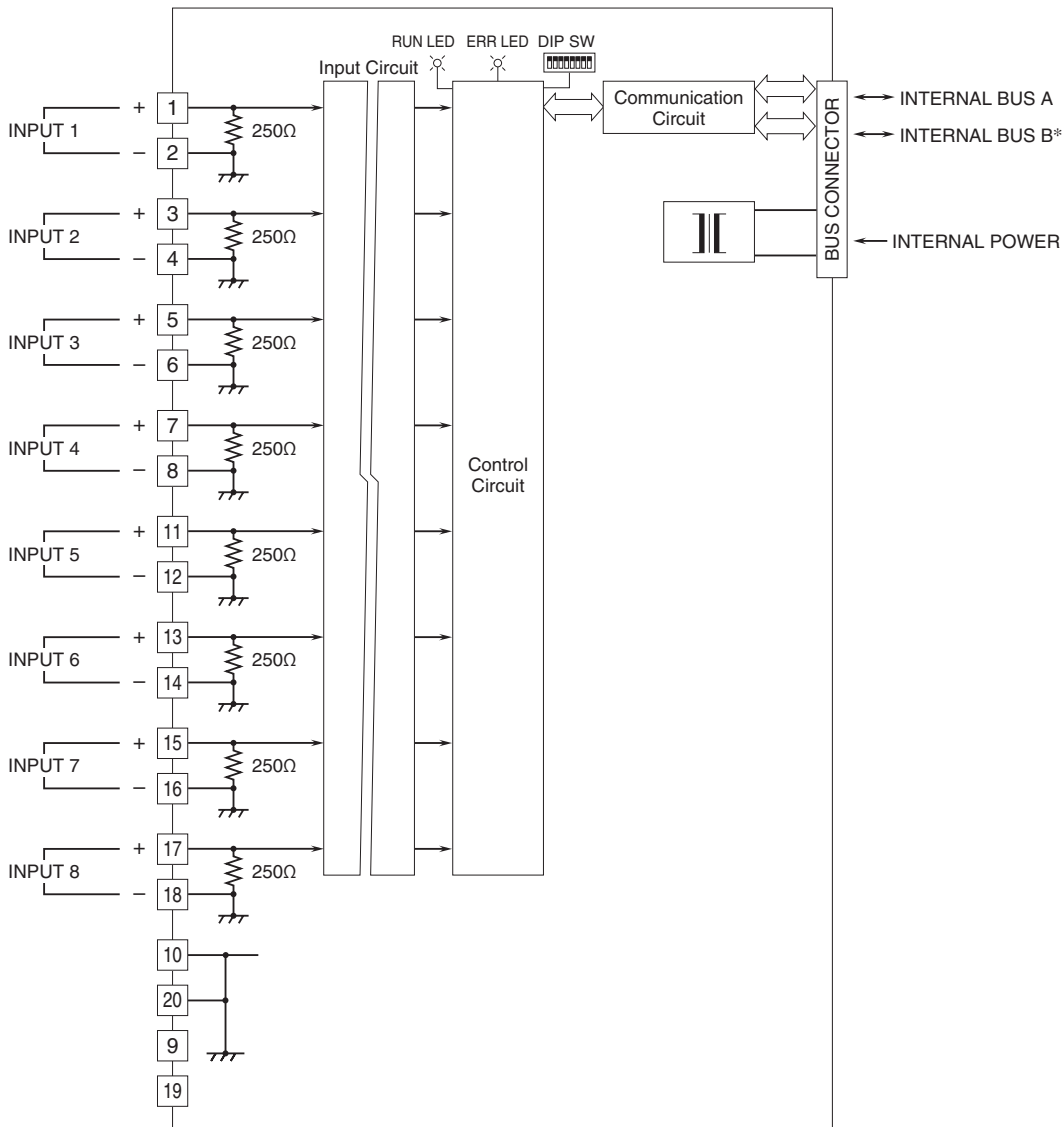 RUN LED ERR LED DIP SW
Input Circuit
Communication
Circuit
BUS CONNECTOR
INTERNAL BUS A
INTERNAL BUS B*
INTERNAL POWER
Control
Circuit
INPUT 1
+ 1
− 2
250Ω
INPUT 2
+ 3
− 4
250Ω
INPUT 3
+ 5
− 6
250Ω
INPUT 4
+ 7
− 8
250Ω
INPUT 5
+ 11
− 12
250Ω
INPUT 6
+ 13
− 14
250Ω
INPUT 7
+ 15
− 16
250Ω
INPUT 8
+ 17
− 18
250Ω
10
20
9
19